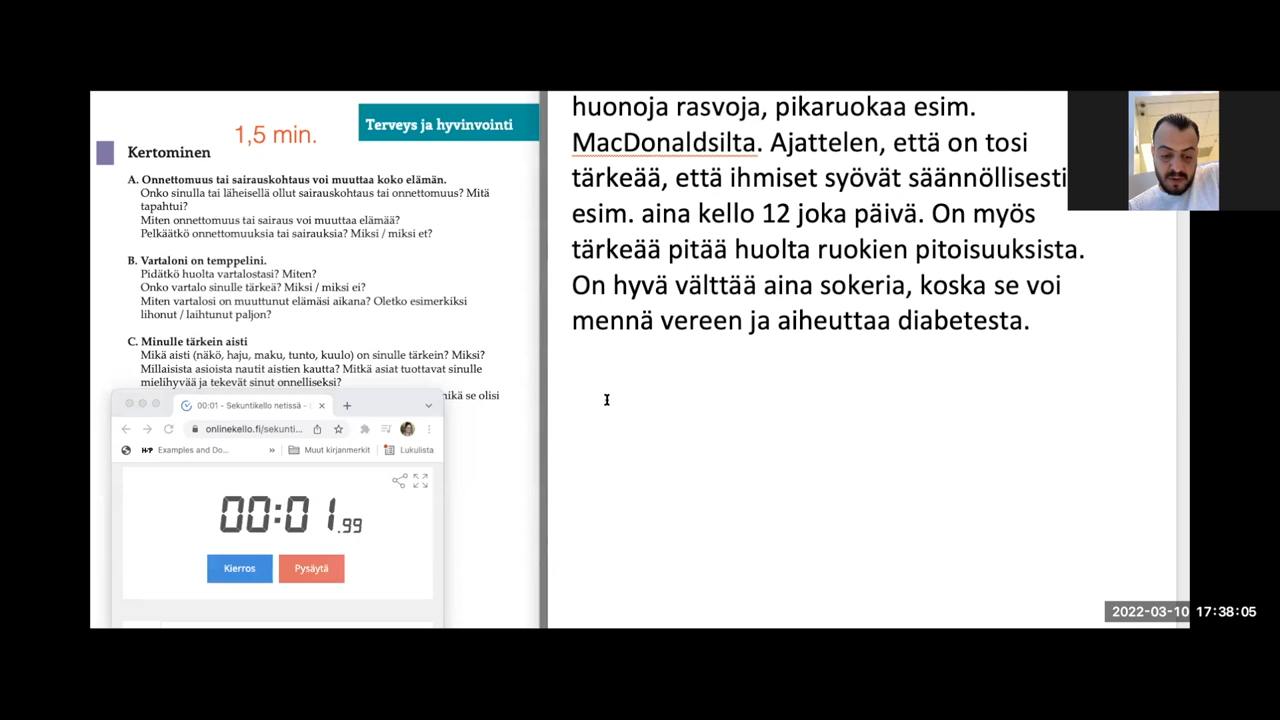 1,5 min.
Terveys ja hyvinvointi
Kertominen
A. Onnettomuus tai sairauskohtaus voi muuttaa koko elämän.
Onko sinulla tai läheisellä ollut sairauskohtaus tai onnettomuus? Mitä
tapahtui?
Miten onnettomuus tai sairaus voi muuttaa elämää?
Pelkäätkö onnettomuuksia tai sairauksia? Miksi / miksi et?
B. Vartaloni on temppelini.
Pidätkö huolta vartalostasi? Miten?
Onko vartalo sinulle tärkeä? Miksi / miksi ei?
Miten vartalosi on muuttunut elämäsi aikana? Oletko esimerkiksi
lihonut / laihtunut paljon?
C. Minulle tärkein aisti
Mikä aisti (näkö, haju, maku, tunto, kuulo) on sinulle tärkein? Miksi?
Millaisista asioista nautit aistien kautta? Mitkä asiat tuottavat sinulle
mielihyvää ja tekevät sinut onnelliseksi?
mikä se olisi
00:01 - Sekuntikello netissä -
onlinekello.fi/sekunti...
Examples and Do...
»
Muut kirjanmerkit
Lukulista
00:01.99
Kierros
Pysäytä
huonoja rasvoja, pikaruokaa esim.
MacDonaldsilta. Ajattelen, että on tosi
tärkeää, että ihmiset syövät säännöllisesti
esim. aina kello 12 joka päivä. On myös
tärkeää pitää huolta ruokien pitoisuuksista.
On hyvä välttää aina sokeria, koska se voi
mennä vereen ja aiheuttaa diabetesta.
2022-03-10 17:38:05